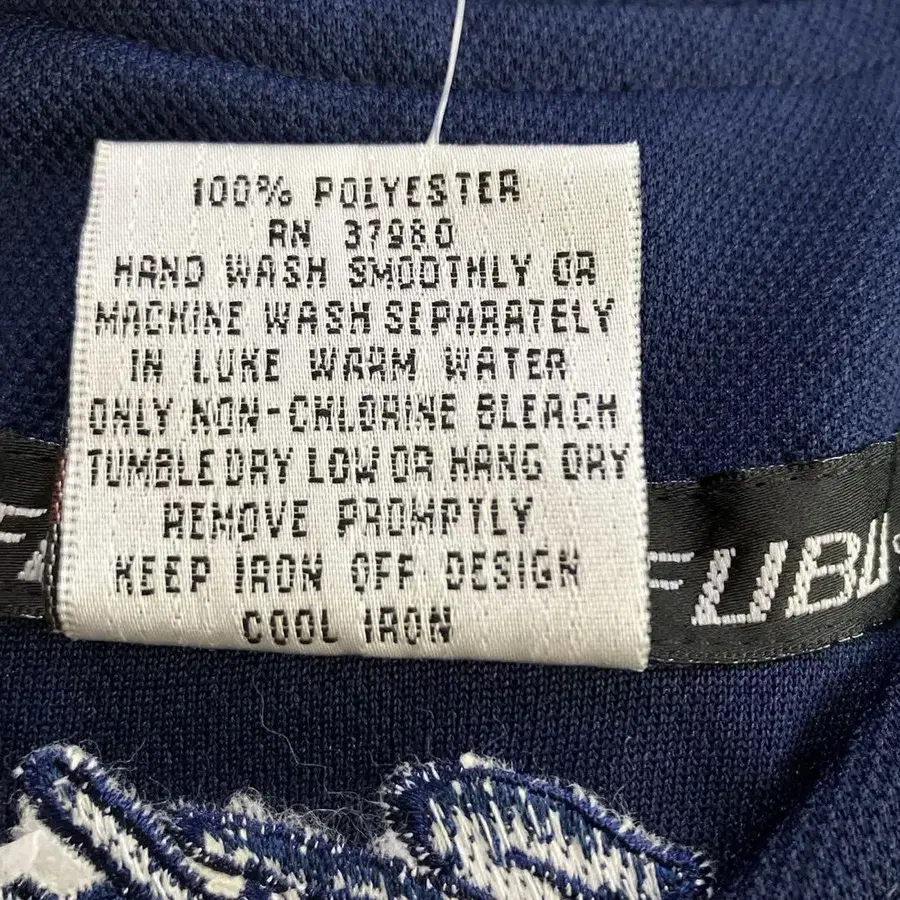 100% POLYESTER
RN 37980
HAND WASH SMOOTHLY OR
MACHINE WASH SEPARATELY
IN LUKE WARM WATER
ONLY NON-CHLORINE BLEACH
TUMBLE DRY LOW OR HANG DRY
REMOVE PROMPTLY
KEEP IRON OFF DESIGN
COOL IRON
FUBU